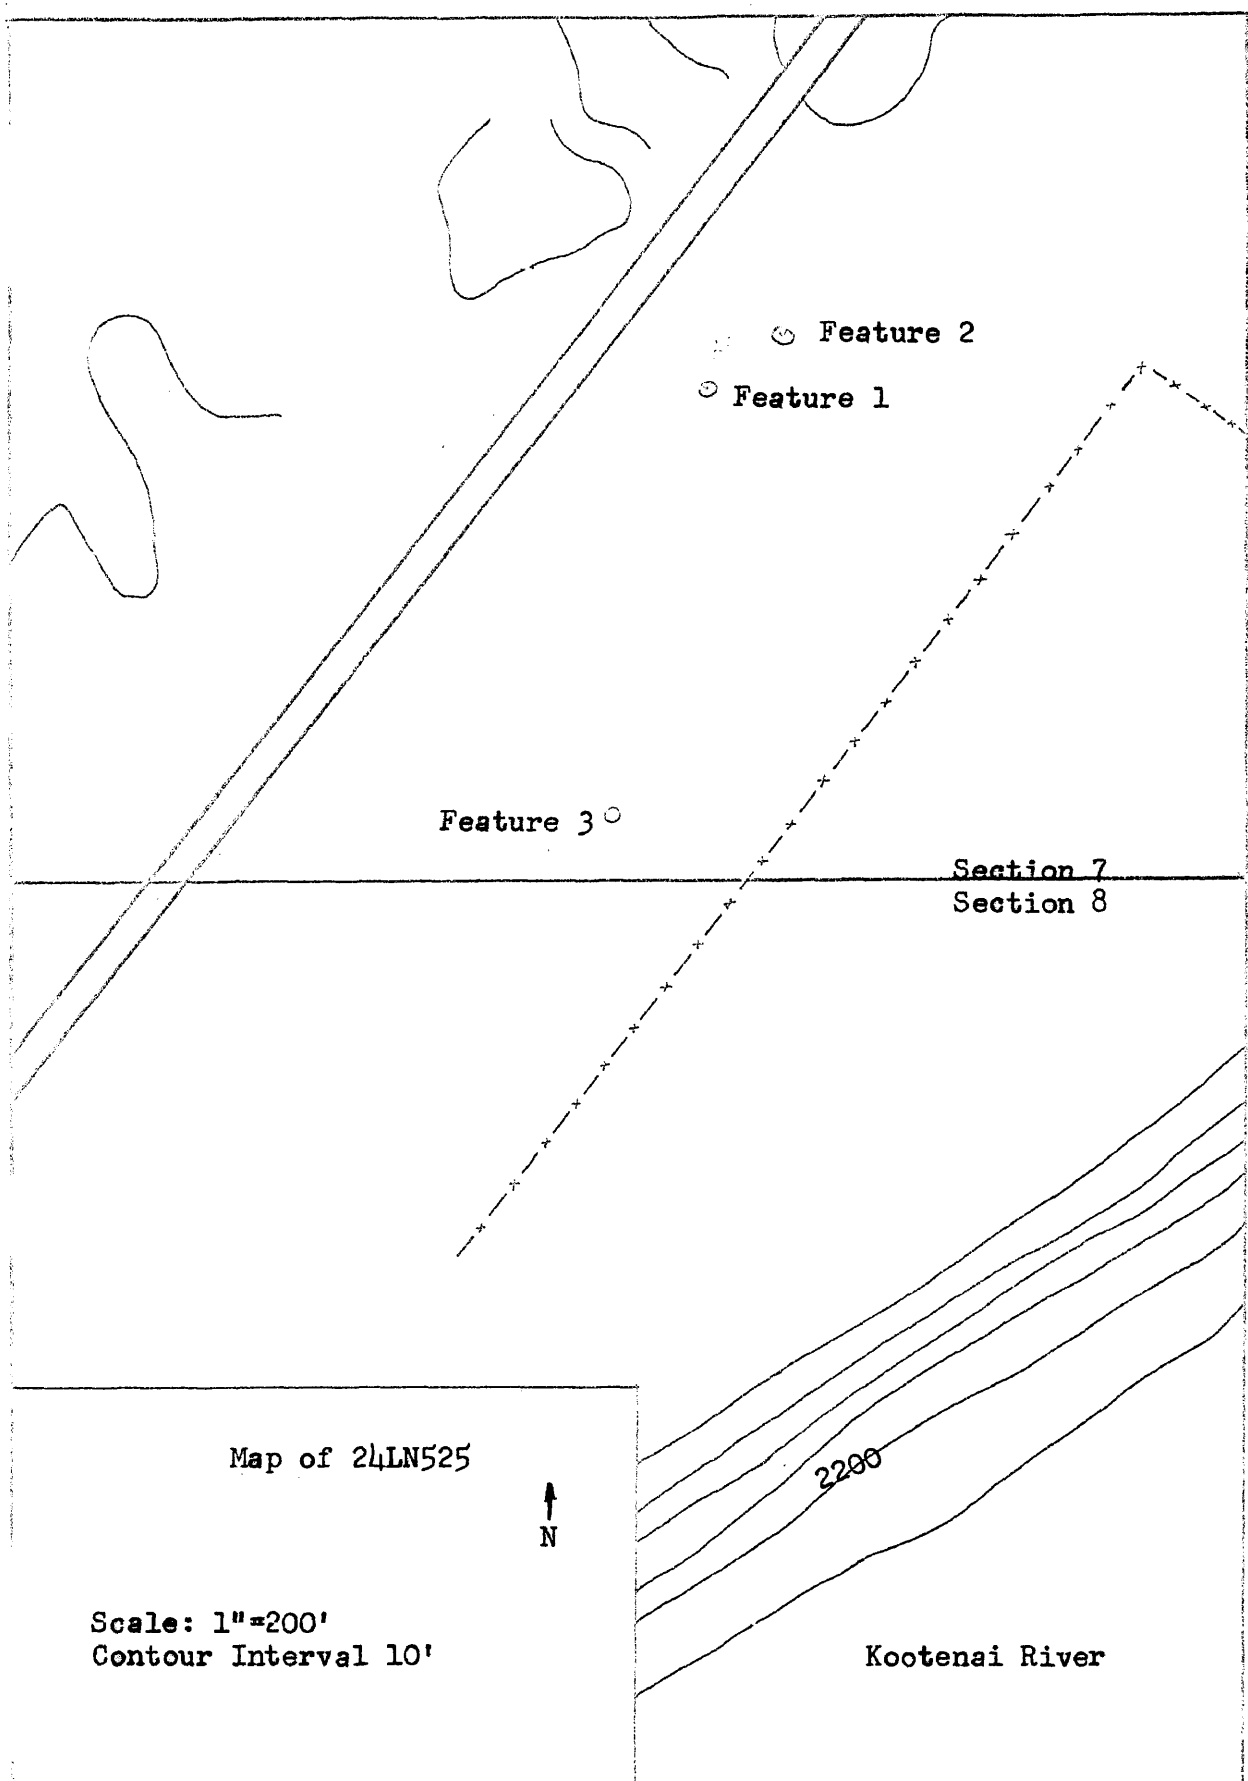 Feature 2
Feature 1
Feature 3
Section 7
Section 8
2200
Map of 24LN525
N
Scale: 1"=200'
Contour Interval 10'
Kootenai River